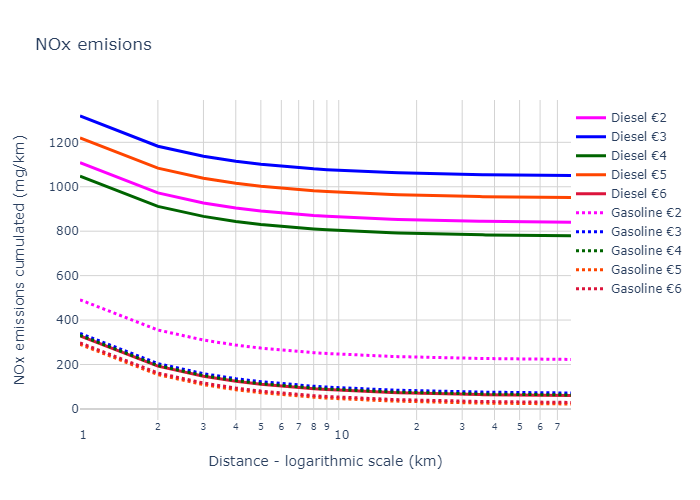 NOx emisions
NOx emissions cumulated (mg/km)
1200
1000
800
600
400
200
0
1 2 3 4 5 6 7 8 9 10 2 3 4 5 6 7
Distance - logarithmic scale (km)
Diesel €2
Diesel €3
Diesel €4
Diesel €5
Diesel €6
Gasoline €2
Gasoline €3
Gasoline €4
Gasoline €5
Gasoline €6